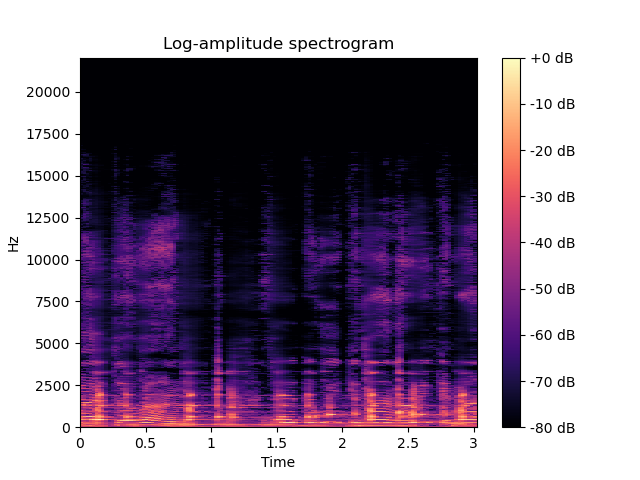 Log-amplitude spectrogram
Hz
20000
17500
15000
12500
10000
7500
5000
2500
0
0 0.5 1 1.5 2 2.5 3
Time
+0 dB
-10 dB
-20 dB
-30 dB
-40 dB
-50 dB
-60 dB
-70 dB
-80 dB